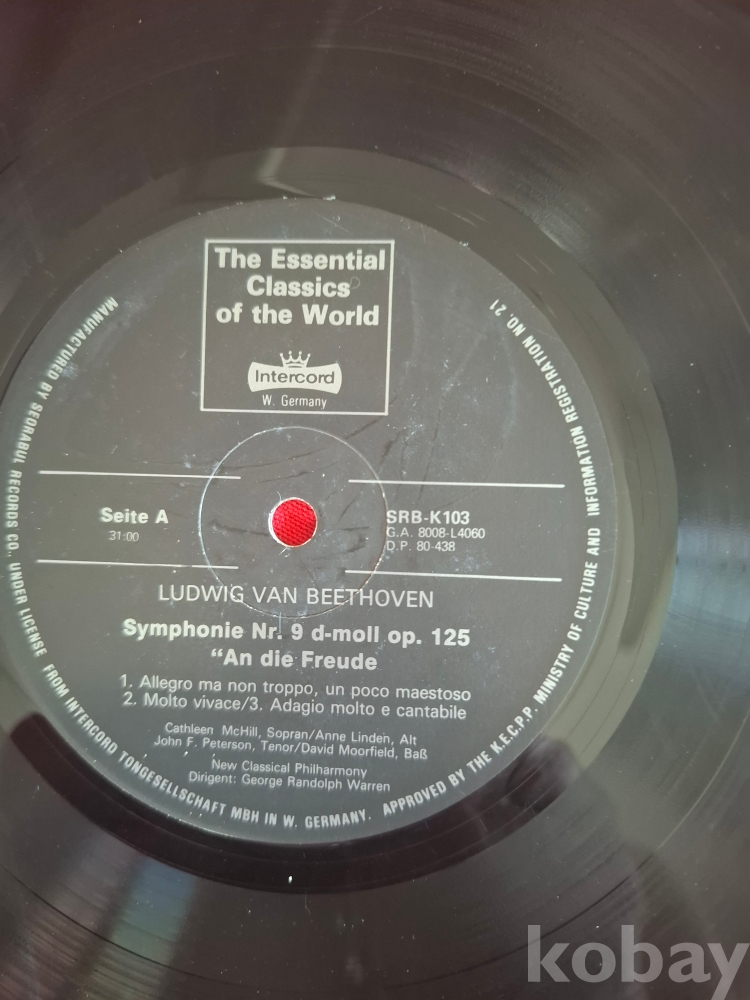 The Essential
Classics
of the World
Intercord
W. Germany
Seite A
31:00
SRB-K103
G.A. 8008-L4060
D.P. 80-438
LUDWIG VAN BEETHOVEN
Symphonie Nr. 9 d-moll op. 125
“An die Freude
1. Allegro ma non troppo, un poco maestoso
2. Molto vivace/3. Adagio molto e cantabile
Cathleen McHill, Sopran/Anne Linden, Alt
John F. Peterson, Tenor/David Moorfield, Baß
New Classical Philharmony
Dirigent: George Randolph Warren
MANUFACTURED BY SEORABUL RECORDS CO., UNDER LICENSE FROM INTERCORD TONGESELLSCHAFT MBH IN W. GERMANY. APPROVED BY THE K.E.C.P.P. MINISTRY OF CULTURE AND INFORMATION REGISTRATION NO. 21
kobay